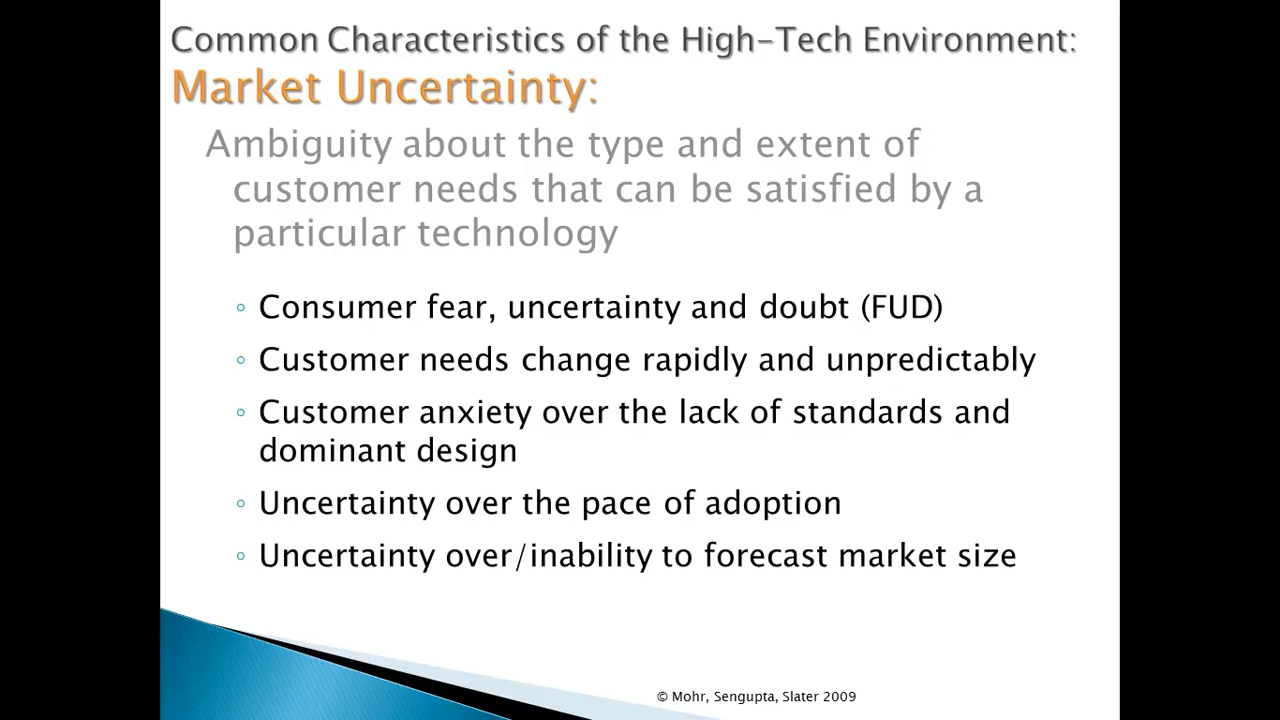 Common Characteristics of the High-Tech Environment:
Market Uncertainty:
Ambiguity about the type and extent of
customer needs that can be satisfied by a
particular technology
◦ Consumer fear, uncertainty and doubt (FUD)
◦ Customer needs change rapidly and unpredictably
◦ Customer anxiety over the lack of standards and
dominant design
◦ Uncertainty over the pace of adoption
◦ Uncertainty over/inability to forecast market size
© Mohr, Sengupta, Slater 2009